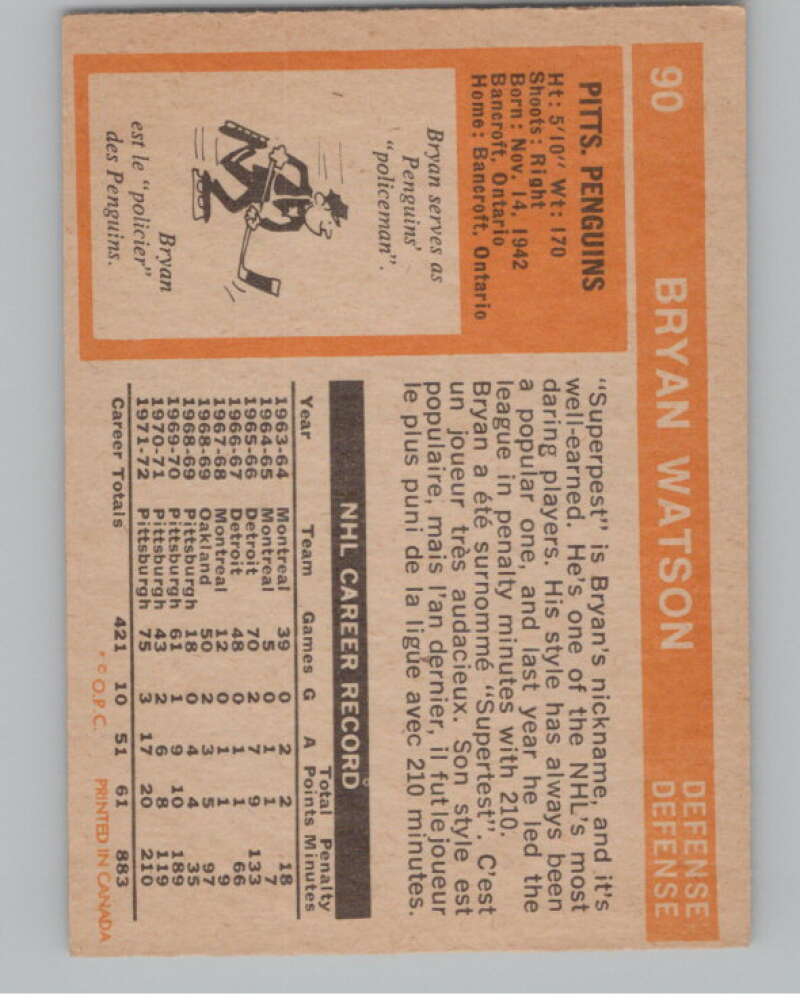 90 BRYAN WATSON DEFENSE
DEFENSE
PITTS. PENGUINS
Ht: 5'10" Wt: 170
Shoots: Right
Born: Nov. 14, 1942
Bancroft, Ontario
Home: Bancroft, Ontario
Bryan serves as
Penguins'
"policeman".
Bryan
est le "policier"
des Penguins.
"Superpest" is Bryan's nickname, and it's
well-earned. He's one of the NHL's most
daring players. His style has always been
a popular one, and last year he led the
league in penalty minutes with 210.
Bryan a été surnommé "Supertest". C'est
un joueur très audacieux. Son style est
populaire, mais l'an dernier, il fut le joueur
le plus puni de la ligue avec 210 minutes.
NHL CAREER RECORD
Total Penalty
Year Team Games G A Points Minutes
1963-64 Montreal 39 0 2 2 18
1964-65 Montreal 5 0 1 1 7
1965-66 Detroit 70 2 7 9 133
1966-67 Detroit 48 0 1 1 66
1967-68 Montreal 12 0 1 1 9
1968-69 Oakland 50 2 3 5 97
1968-69 Pittsburgh 18 0 4 4 35
1969-70 Pittsburgh 61 1 9 10 189
1970-71 Pittsburgh 43 2 6 8 119
1971-72 Pittsburgh 75 3 17 20 210
Career Totals 421 10 51 61 883
* © O.P.C. PRINTED IN CANADA